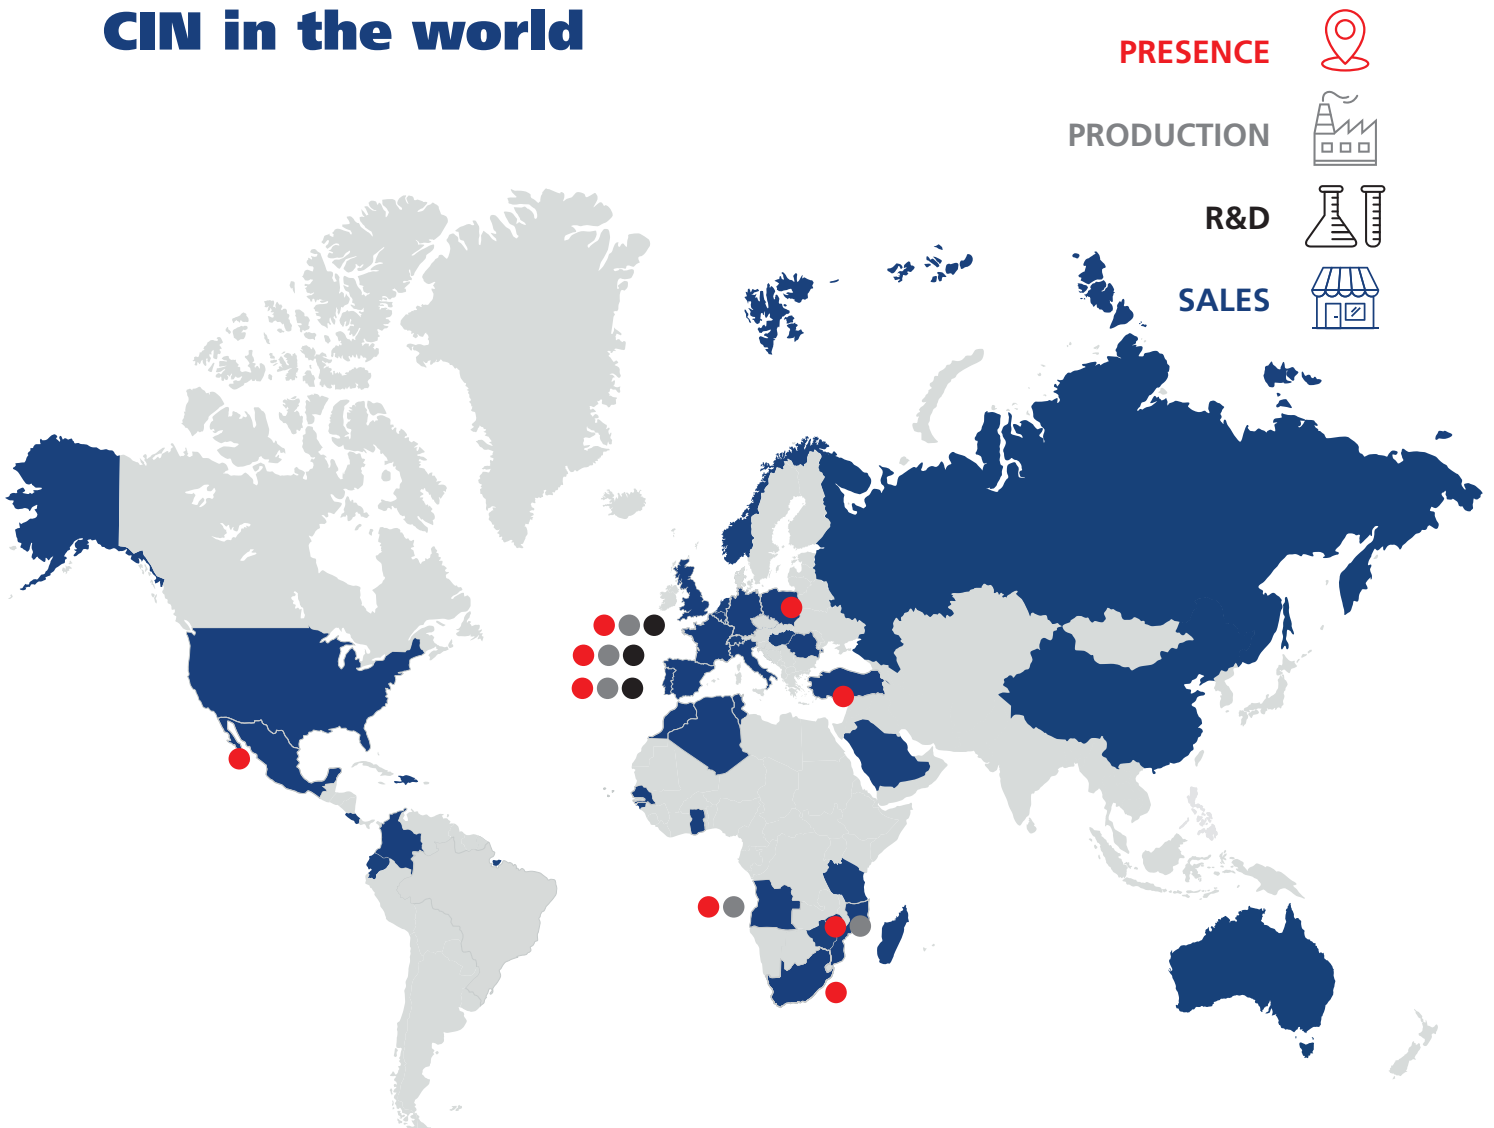 CIN in the world
PRESENCE
PRODUCTION
R&D
SALES